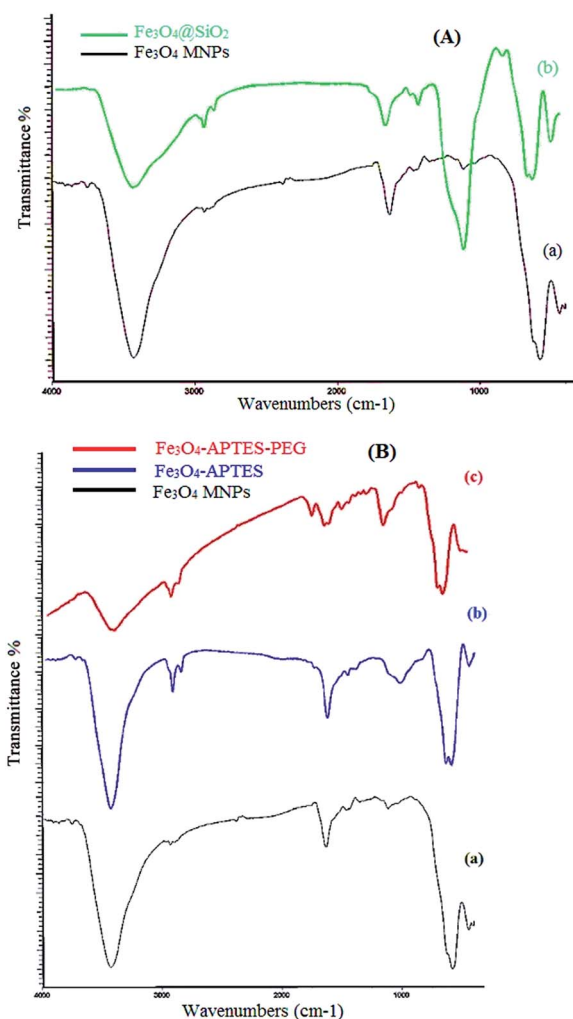 Fe₃O₄@SiO₂
Fe₃O₄ MNPs
(A)
(b)
(a)
Transmittance %
4000 3000 2000 1000
Wavenumbers (cm-1)
Fe₃O₄-APTES-PEG
Fe₃O₄-APTES
Fe₃O₄ MNPs
(B)
(c)
(b)
(a)
Transmittance %
4000 3000 2000 1000
Wavenumbers (cm-1)